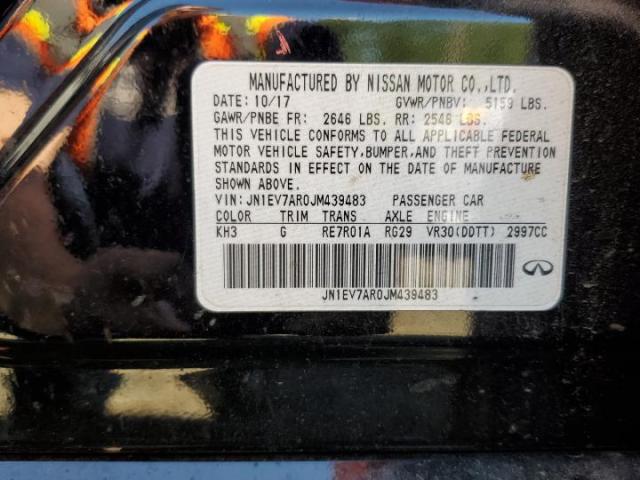 MANUFACTURED BY NISSAN MOTOR CO.,LTD.
DATE: 10/17 GVWR/PNBV: 5159 LBS.
GAWR/PNBE FR: 2646 LBS. RR: 2546 LBS.
THIS VEHICLE CONFORMS TO ALL APPLICABLE FEDERAL
MOTOR VEHICLE SAFETY, BUMPER, AND THEFT PREVENTION
STANDARDS IN EFFECT ON THE DATE OF MANUFACTURE
SHOWN ABOVE.
VIN: JN1EV7AR0JM439483 PASSENGER CAR
COLOR TRIM TRANS AXLE ENGINE
KH3 G RE7R01A RG29 VR30(DDTT) 2997CC
JN1EV7AR0JM439483